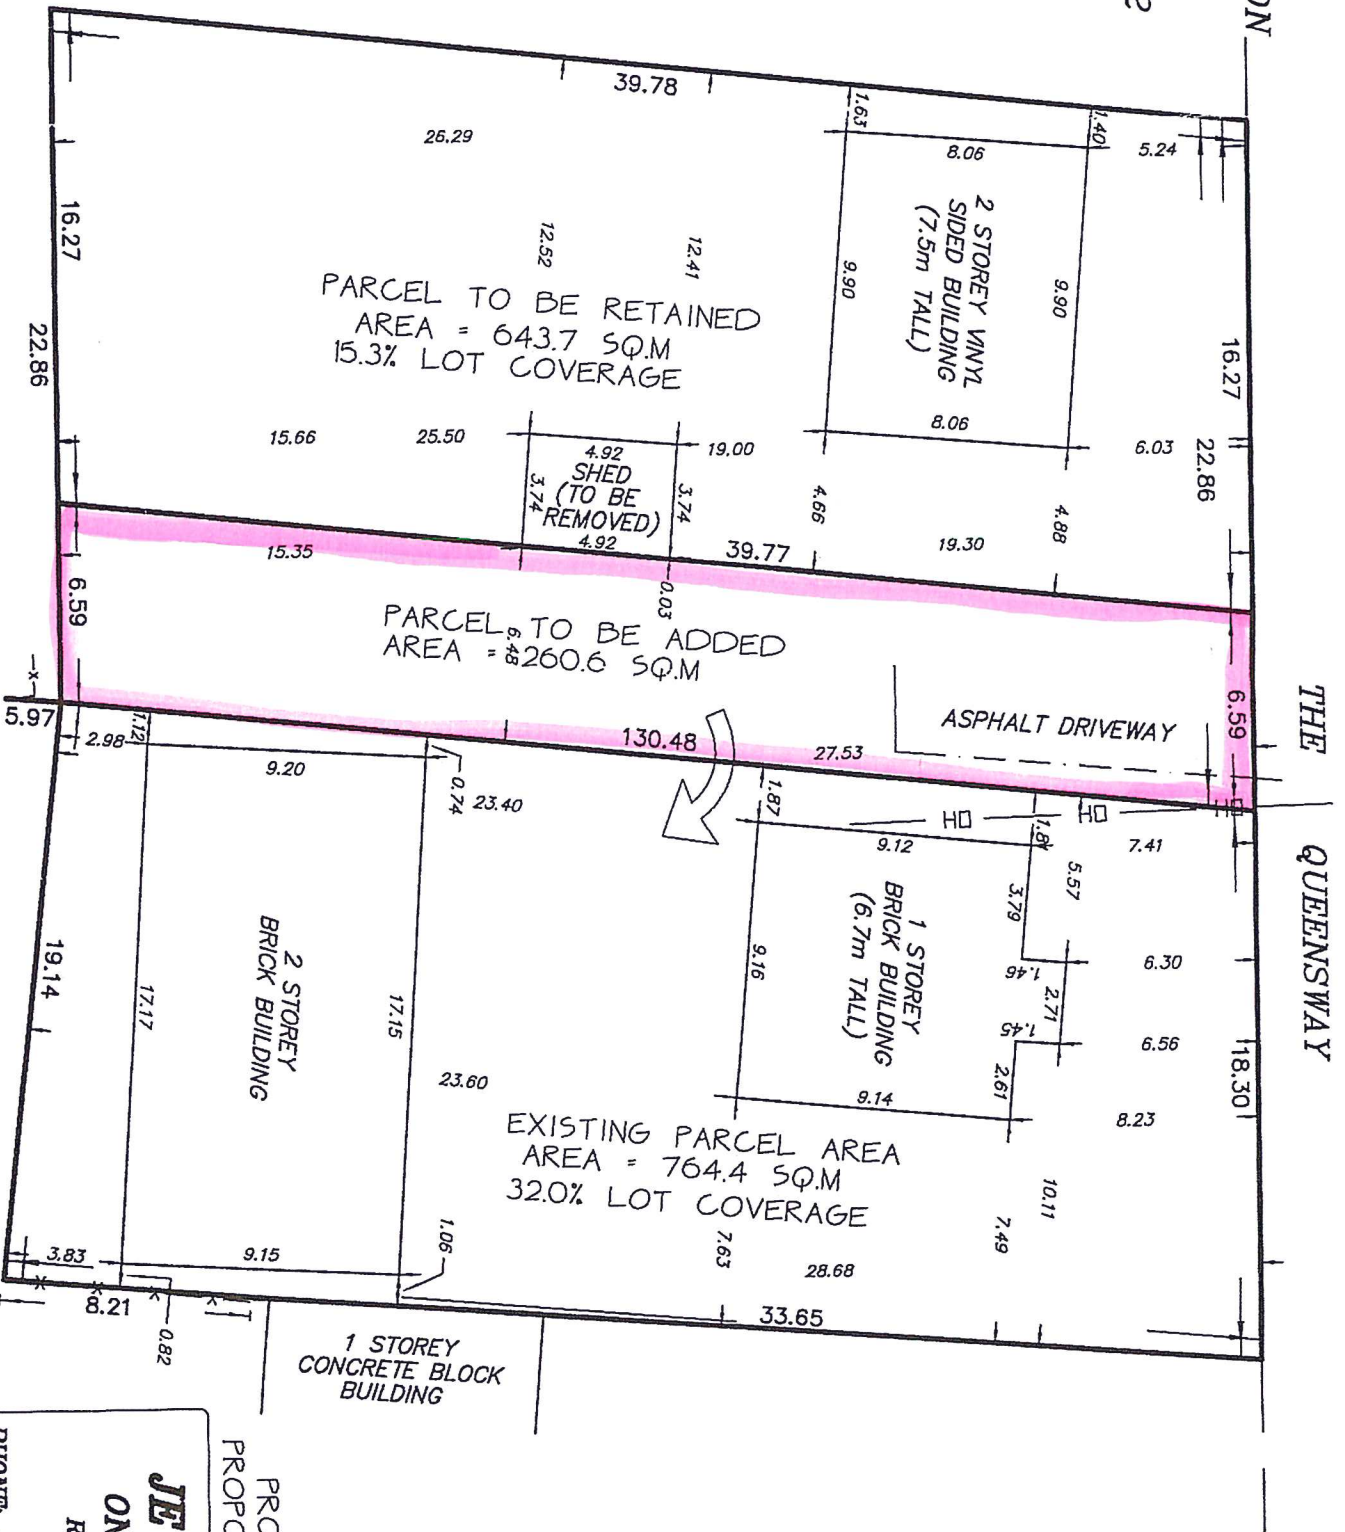 ON
2
THE QUEENSWAY
39.78
1.63
1.40
5.24
26.29
8.06
2 STOREY VINYL
SIDED BUILDING
(7.5m TALL)
16.27
12.52
12.41
9.90
9.90
16.27
PARCEL TO BE RETAINED
AREA = 643.7 SQ.M
15.3% LOT COVERAGE
22.86
22.86
8.06
6.03
15.66
25.50
19.00
4.92
SHED
(TO BE
REMOVED)
4.92
3.74
3.74
4.66
4.88
39.77
19.30
15.35
0.03
6.59
PARCEL TO BE ADDED
AREA = 260.6 SQ.M
6.48
6.59
ASPHALT DRIVEWAY
-x-
5.97
130.48
27.53
1.12
2.98
9.20
0.74
23.40
1.87
OH
OH
9.12
1.81
7.41
5.57
3.79
1.46
6.30
2.71
1.45
6.56
2.61
1 STOREY
BRICK BUILDING
(6.7m TALL)
9.16
9.14
8.23
18.30
19.14
2 STOREY
BRICK BUILDING
17.17
17.15
23.60
EXISTING PARCEL AREA
AREA = 764.4 SQ.M
32.0% LOT COVERAGE
10.11
7.49
7.63
1.06
28.68
3.83
9.15
8.21
0.82
33.65
1 STOREY
CONCRETE BLOCK
BUILDING
PRO
PROPO
JE
ON
R
PHONE